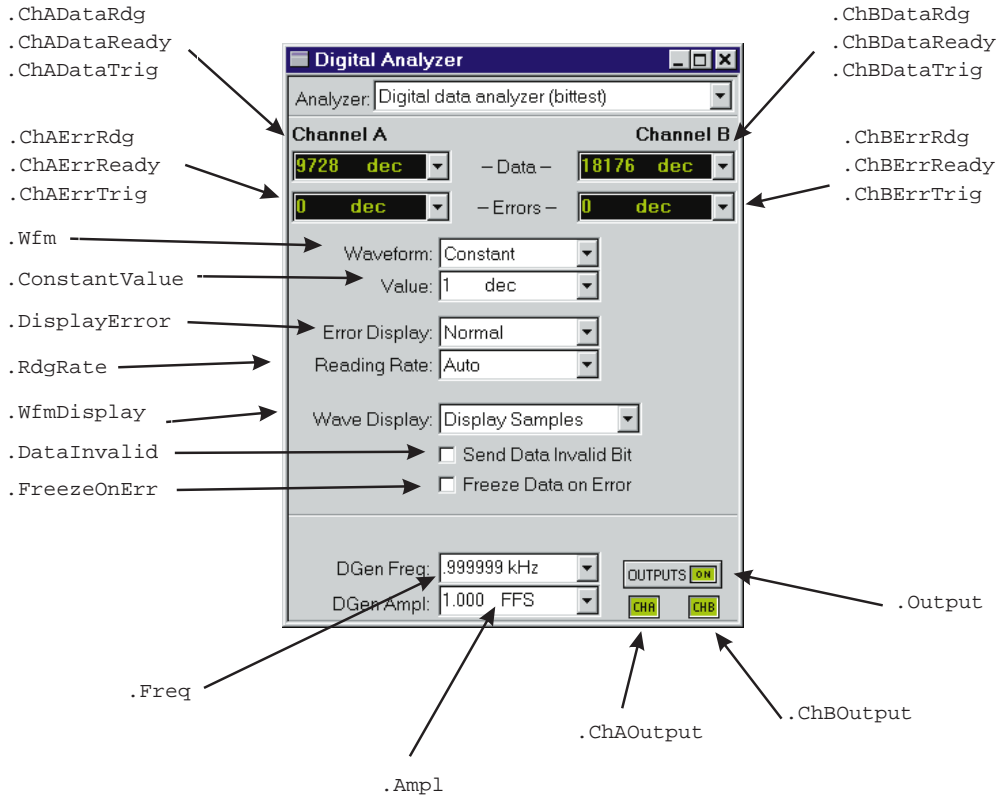 .ChADataRdg
.ChADataReady
.ChADataTrig
.ChBDataRdg
.ChBDataReady
.ChBDataTrig
Digital Analyzer
Analyzer: Digital data analyzer (bittest)
Channel A Channel B
.ChAErrRdg
.ChAErrReady
.ChAErrTrig
9728 dec – Data – 18176 dec
0 dec – Errors – 0 dec
.ChBErrRdg
.ChBErrReady
.ChBErrTrig
.Wfm
Waveform: Constant
.ConstantValue
Value: 1 dec
.DisplayError
Error Display: Normal
.RdgRate
Reading Rate: Auto
.WfmDisplay
Wave Display: Display Samples
.DataInvalid
Send Data Invalid Bit
.FreezeOnErr
Freeze Data on Error
DGen Freq: .999999 kHz
OUTPUTS ON
DGen Ampl: 1.000 FFS
CHA CHB
.Output
.Freq
.ChBOutput
.ChAOutput
.Ampl